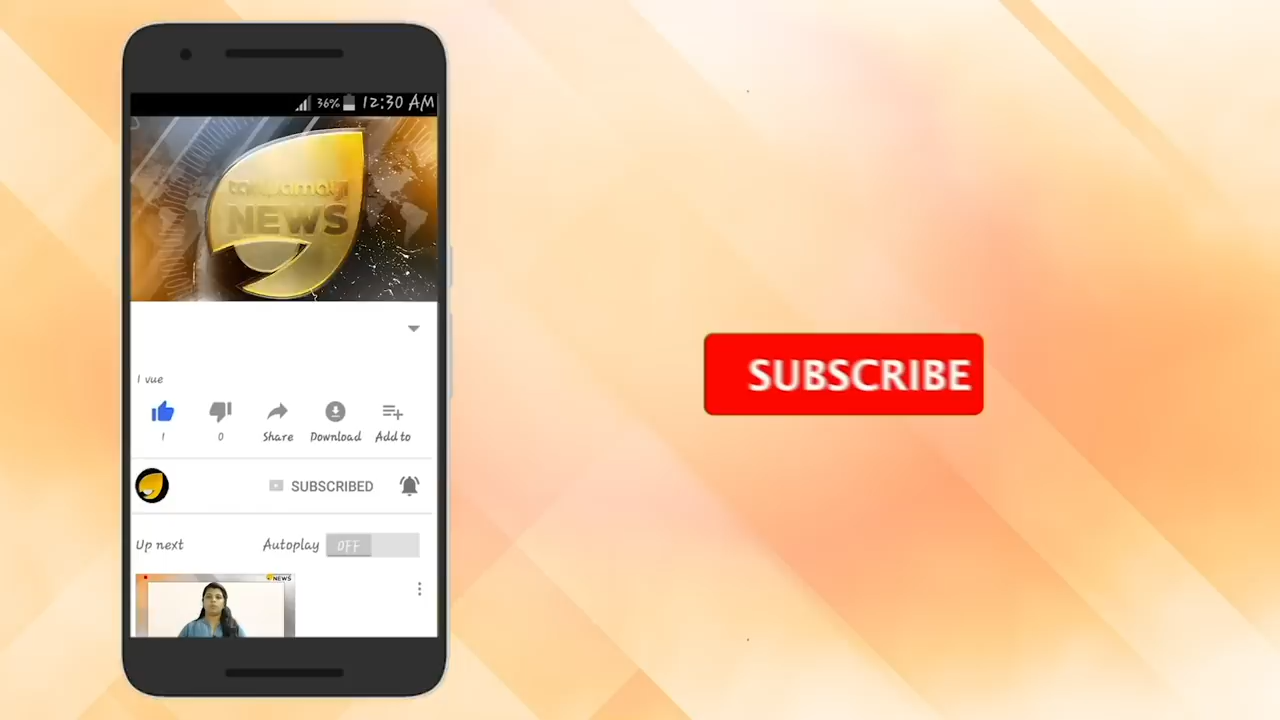 36% 12:30 AM
NEWS
1 vue
1
0
Share
Download
Add to
SUBSCRIBED
Up next
Autoplay
OFF
NEWS
SUBSCRIBE